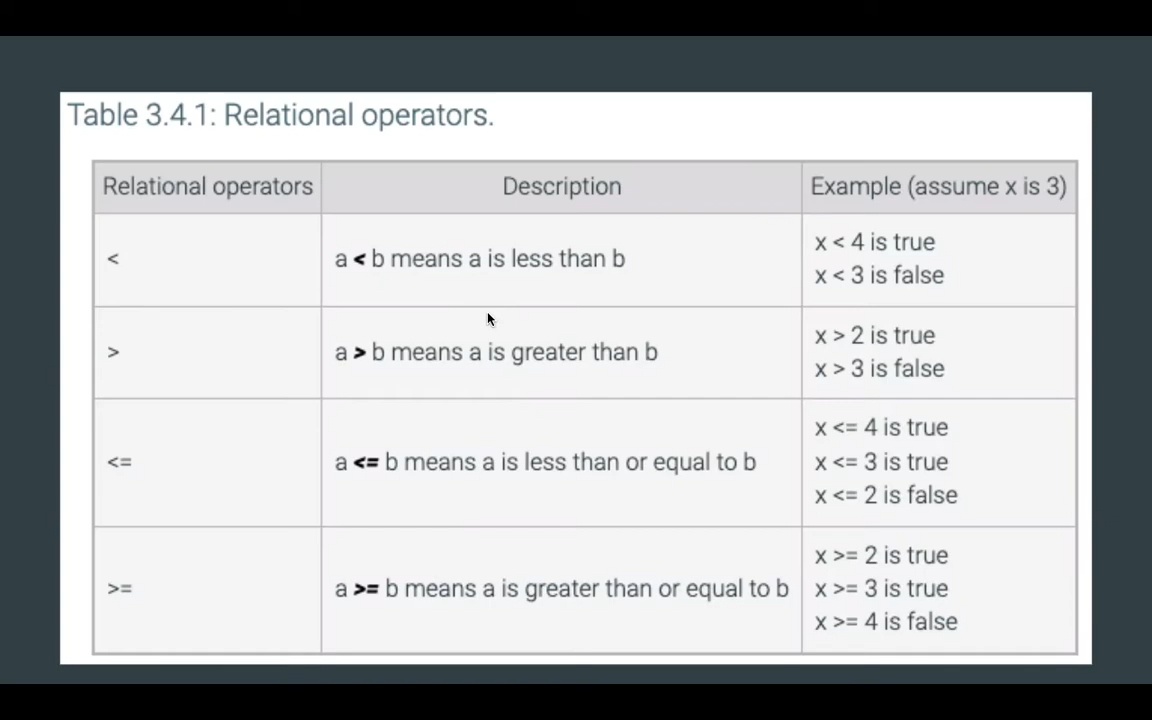 Table 3.4.1: Relational operators.
Relational operators Description Example (assume x is 3)
< a < b means a is less than b x < 4 is true
x < 3 is false
> a > b means a is greater than b x > 2 is true
x > 3 is false
<= a <= b means a is less than or equal to b x <= 4 is true
x <= 3 is true
x <= 2 is false
>= a >= b means a is greater than or equal to b x >= 2 is true
x >= 3 is true
x >= 4 is false